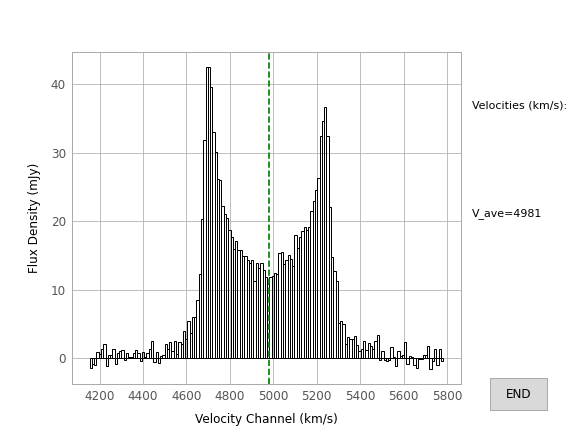 Flux Density (mJy)
40
30
20
10
0
4200 4400 4600 4800 5000 5200 5400 5600 5800
Velocity Channel (km/s)
Velocities (km/s):
V_ave=4981
END